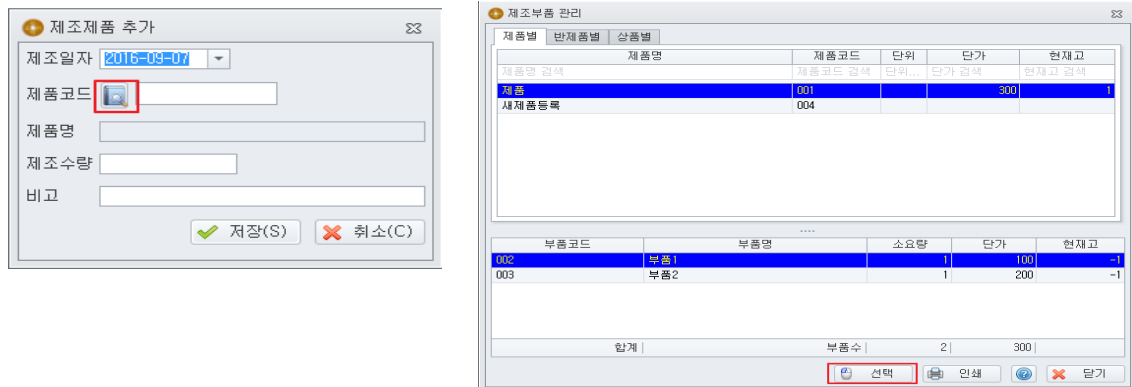 제조제품 추가
제조일자 2016-09-07
제품코드
제품명
제조수량
비고
저장(S) 취소(C)
제조부품 관리
제품별 반제품별 상품별
제품명 제품코드 단위 단가 현재고
제품명 검색 제품코드 검색 단위... 단가 검색 현재고 검색
제품 001 300 1
새제품등록 004
부품코드 부품명 소요량 단가 현재고
002 부품1 1 100 -1
003 부품2 1 200 -1
합계 부품수 2 300
선택 인쇄 닫기